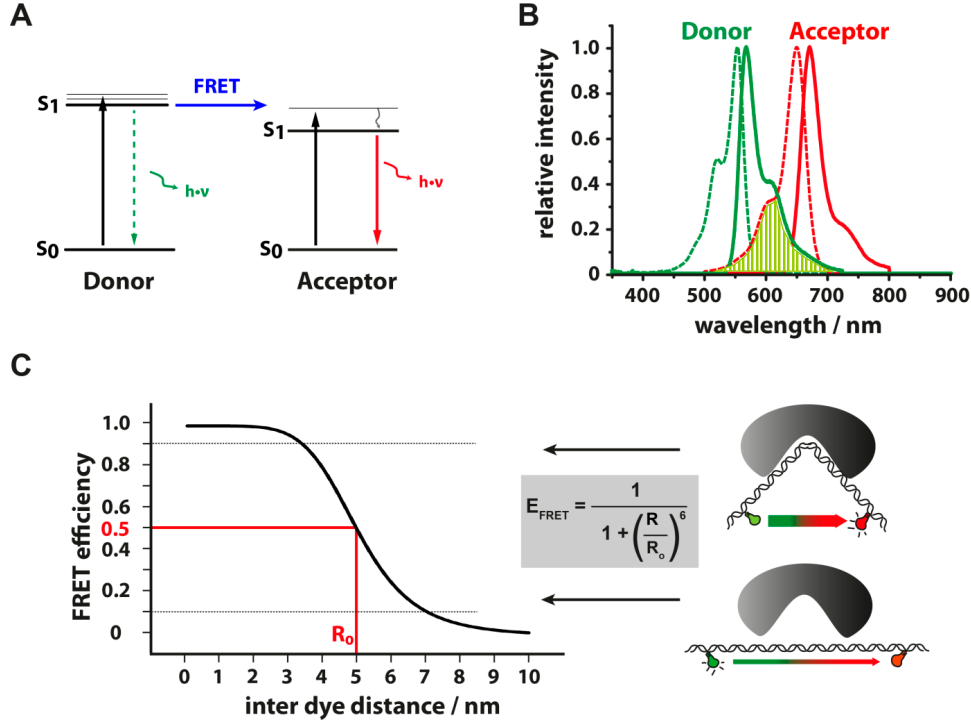 A
S1
S0
Donor
FRET
h•ν
S1
S0
Acceptor
h•ν
B
Donor
Acceptor
relative intensity
1.0
0.8
0.6
0.4
0.2
0
400
500
600
700
800
900
wavelength / nm
C
FRET efficiency
1.0
0.8
0.6
0.5
0.4
0.2
0
R₀
0 1 2 3 4 5 6 7 8 9 10
inter dye distance / nm
E_FRET = 1 / (1 + (R / R₀)⁶)